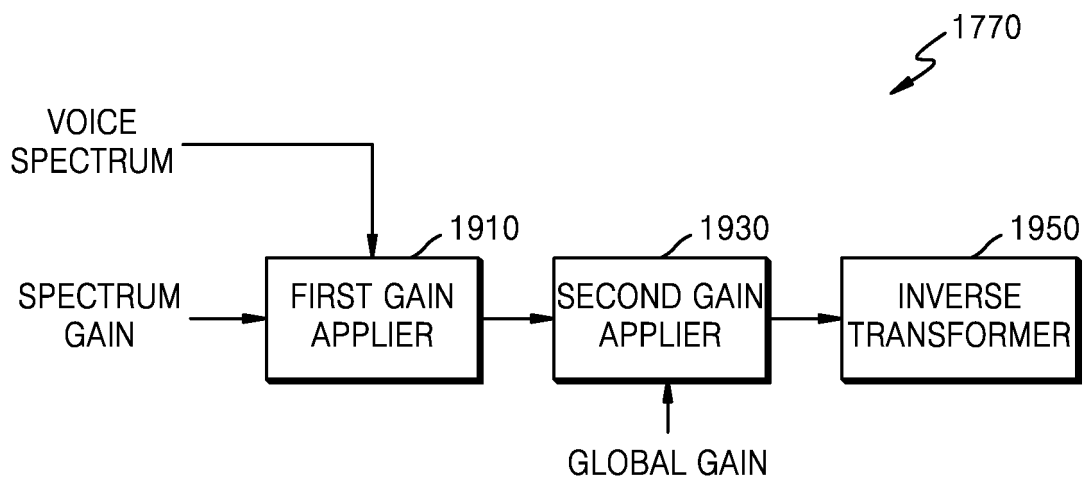 1770
VOICE
SPECTRUM
1910
1930
1950
SPECTRUM
GAIN
FIRST GAIN
APPLIER
SECOND GAIN
APPLIER
INVERSE
TRANSFORMER
GLOBAL GAIN